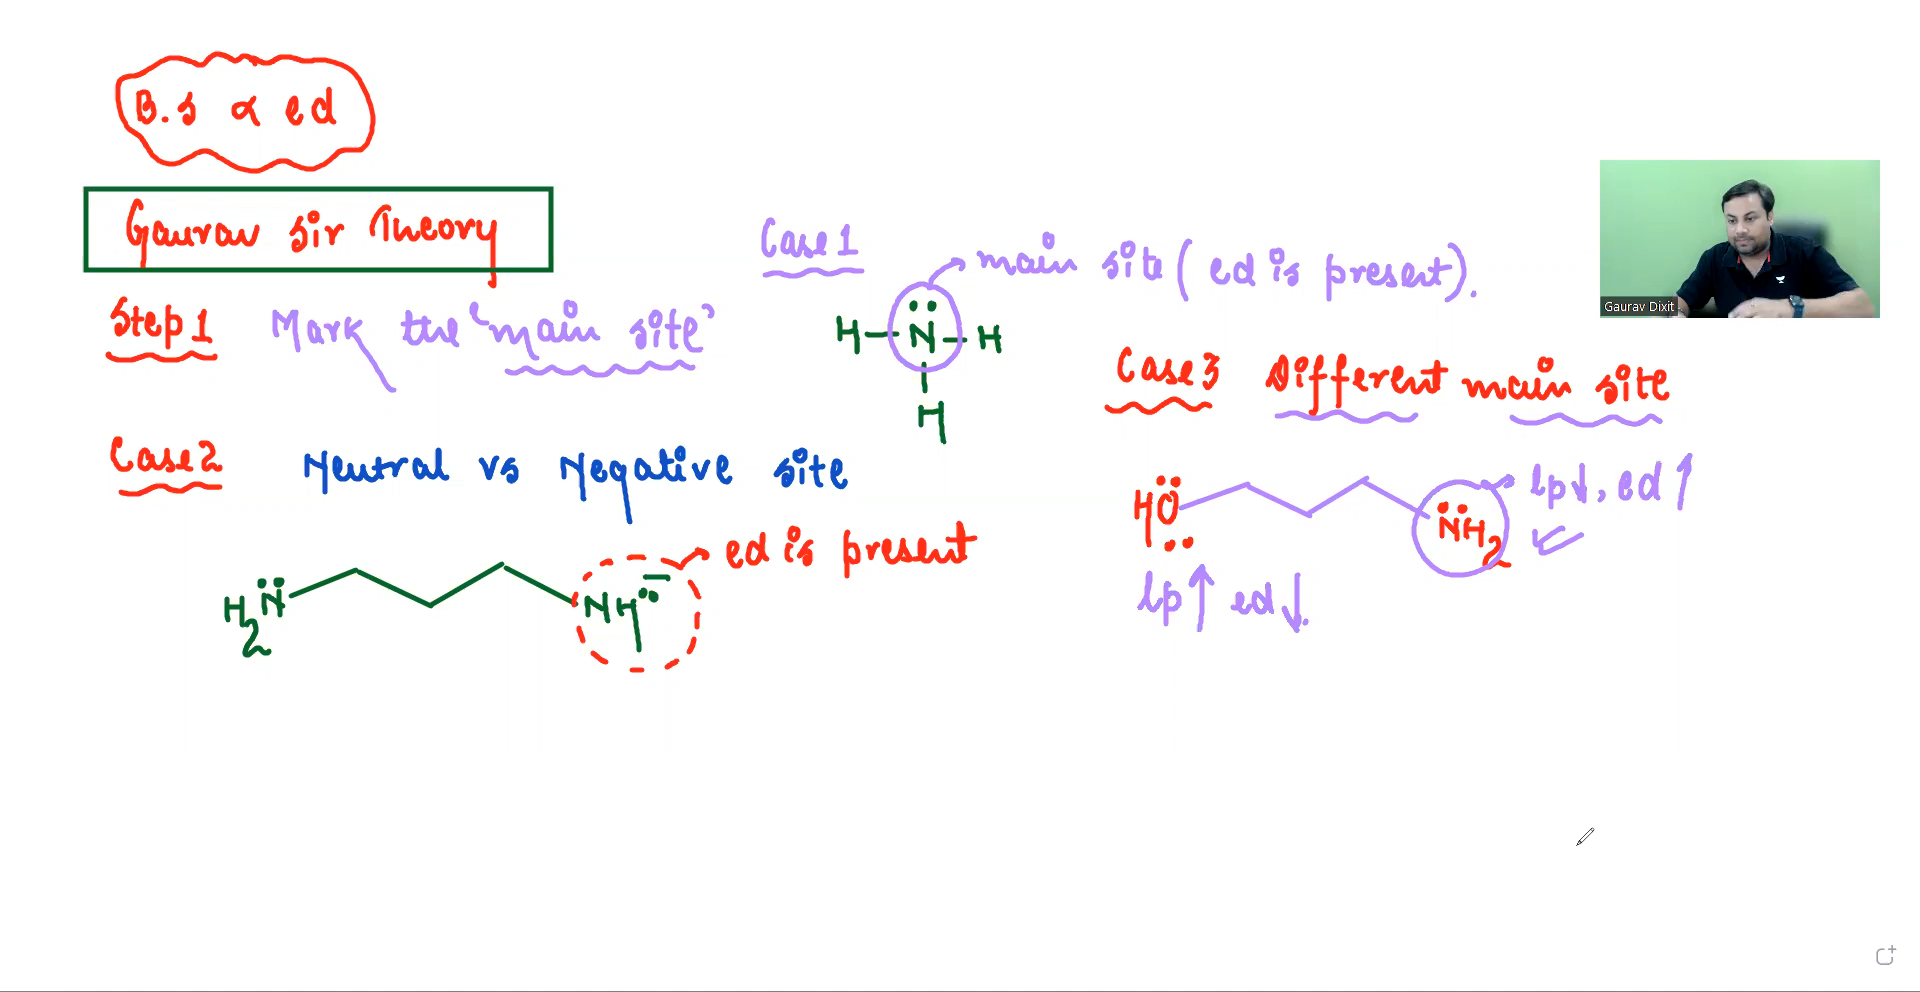 B.s ∝ ed
Gaurav Sir Theory
Step 1 Mark the 'main site'
Case 1
main site (ed is present).
H–N̈–H
H
Gaurav Dixit
Case 2 Neutral vs Negative site
H₂N̈ NḦ⁻
ed is present
Case 3 Different main site
HÖ: N̈H₂
lp↓, ed↑
lp↑ ed↓.